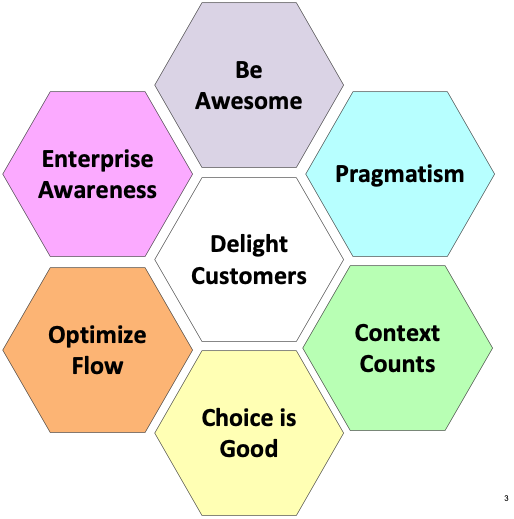 Be
Awesome
Enterprise
Awareness
Pragmatism
Delight
Customers
Optimize
Flow
Context
Counts
Choice is
Good
3